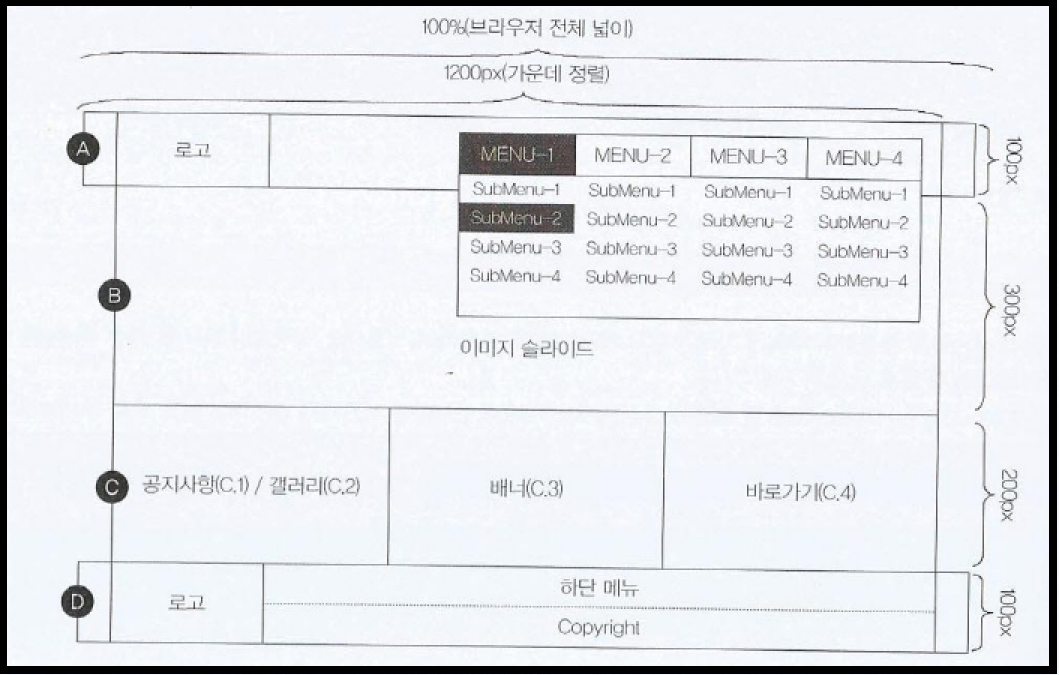 100%(브라우저 전체 넓이)
1200px(가운데 정렬)
A
로고
MENU-1 MENU-2 MENU-3 MENU-4
100px
SubMenu-1 SubMenu-1 SubMenu-1 SubMenu-1
SubMenu-2 SubMenu-2 SubMenu-2 SubMenu-2
SubMenu-3 SubMenu-3 SubMenu-3 SubMenu-3
SubMenu-4 SubMenu-4 SubMenu-4 SubMenu-4
B
300px
이미지 슬라이드
C
공지사항(C.1) / 갤러리(C.2)
배너(C.3)
바로가기(C.4)
200px
D
로고
하단 메뉴
Copyright
100px